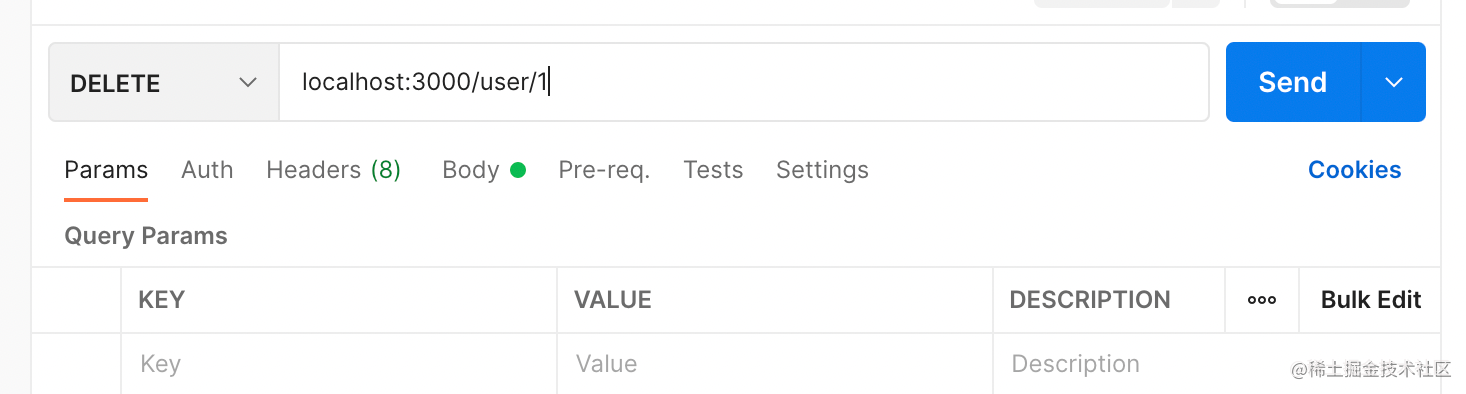 DELETE localhost:3000/user/1 Send
Params Auth Headers (8) Body Pre-req. Tests Settings Cookies
Query Params
KEY VALUE DESCRIPTION ooo Bulk Edit
Key Value Description
@稀土掘金技术社区